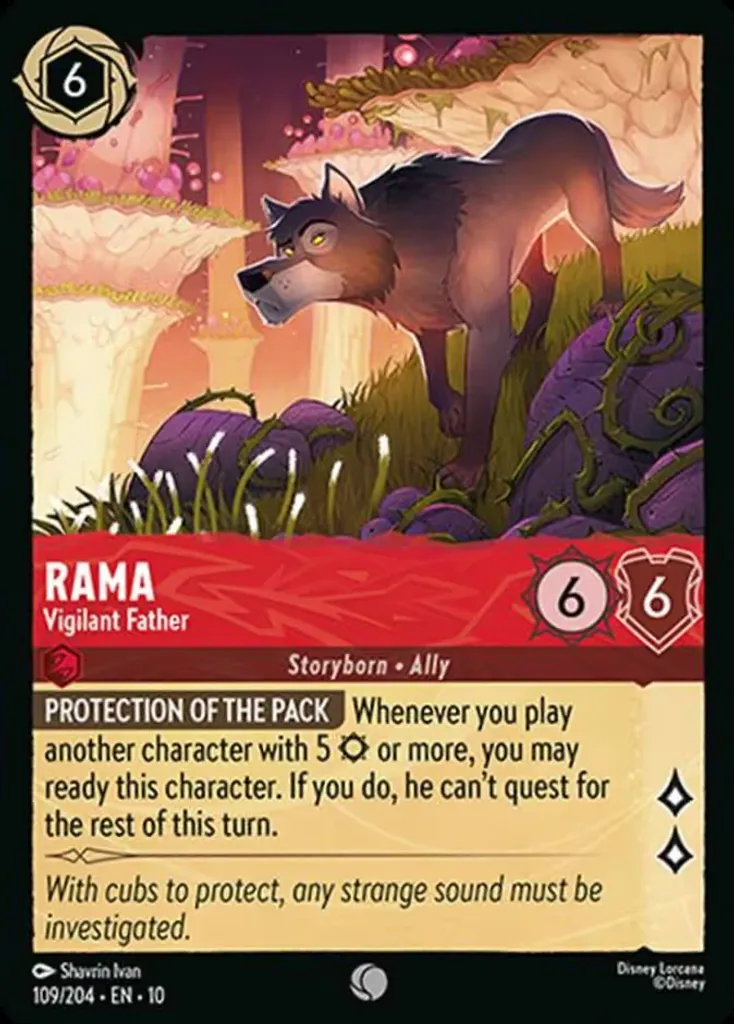 6
RAMA
Vigilant Father
6
6
Storyborn • Ally
PROTECTION OF THE PACK Whenever you play
another character with 5 or more, you may
ready this character. If you do, he can't quest for
the rest of this turn.
With cubs to protect, any strange sound must be
investigated.
Shavrin Ivan
109/204 • EN • 10
Disney Lorcana
©Disney